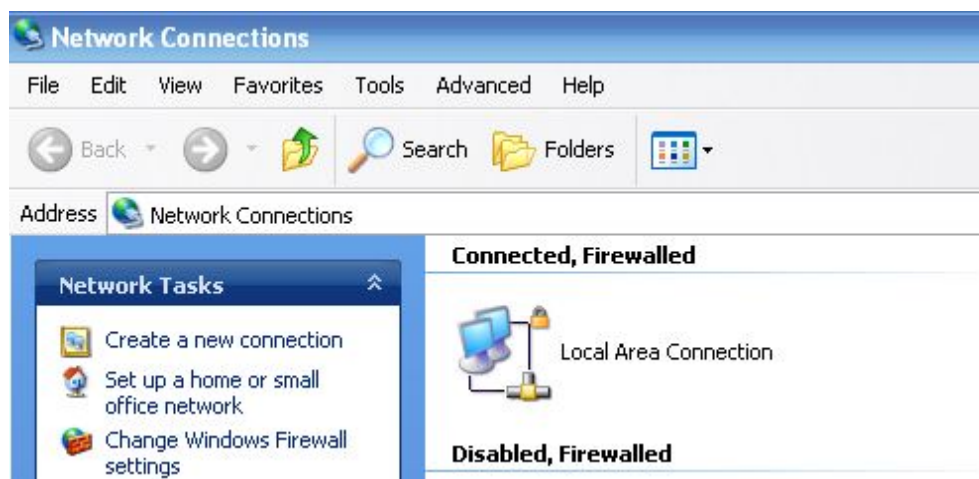 Network Connections
File Edit View Favorites Tools Advanced Help
Back Search Folders
Address Network Connections
Network Tasks
Create a new connection
Set up a home or small
office network
Change Windows Firewall
settings
Connected, Firewalled
Local Area Connection
Disabled, Firewalled